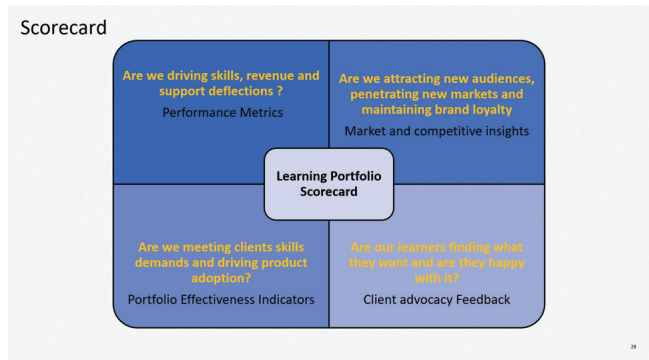 Scorecard
Are we driving skills, revenue and
support deflections ?
Performance Metrics
Are we attracting new audiences,
penetrating new markets and
maintaining brand loyalty
Market and competitive insights
Learning Portfolio
Scorecard
Are we meeting clients skills
demands and driving product
adoption?
Portfolio Effectiveness Indicators
Are our learners finding what
they want and are they happy
with it?
Client advocacy Feedback
29